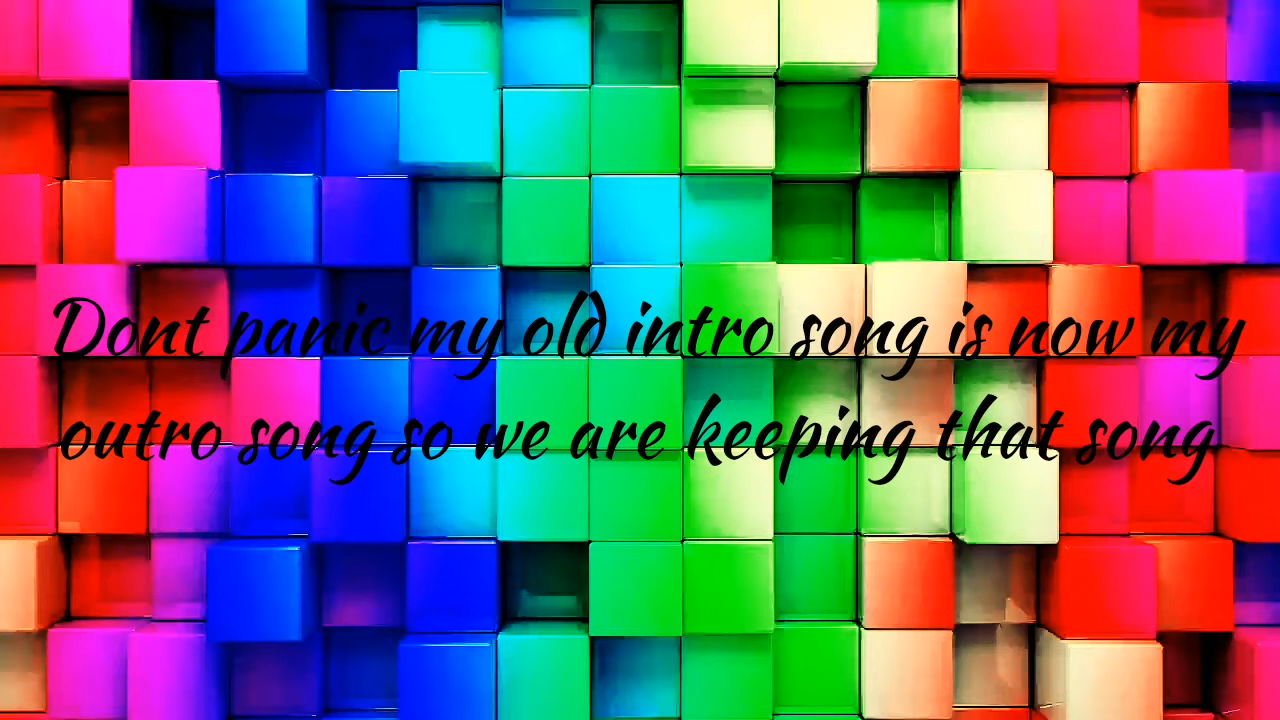 Dont panic my old intro song is now my
outro song so we are keeping that song.